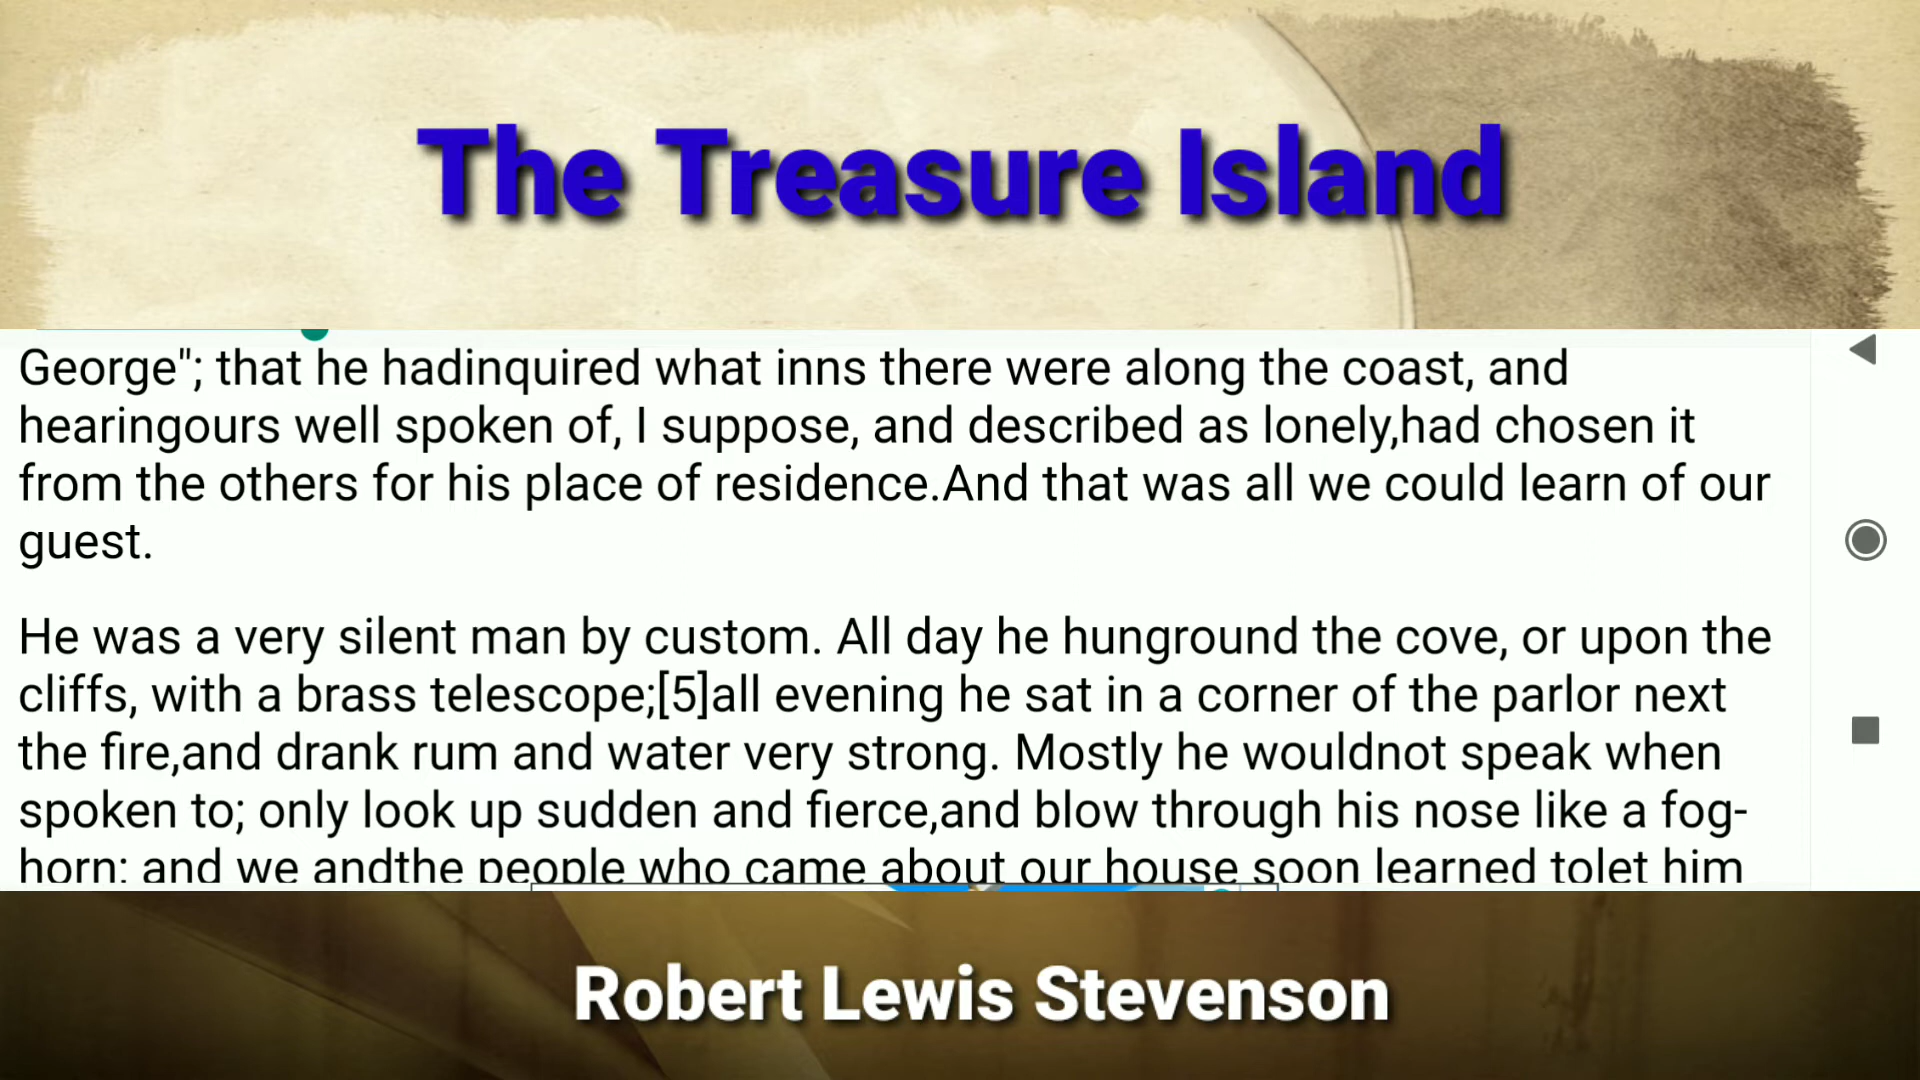 The Treasure Island
George"; that he hadinquired what inns there were along the coast, and
hearingours well spoken of, I suppose, and described as lonely,had chosen it
from the others for his place of residence.And that was all we could learn of our
guest.
He was a very silent man by custom. All day he hunground the cove, or upon the
cliffs, with a brass telescope;[5]all evening he sat in a corner of the parlor next
the fire,and drank rum and water very strong. Mostly he wouldnot speak when
spoken to; only look up sudden and fierce,and blow through his nose like a fog-
horn; and we andthe people who came about our house soon learned tolet him
Robert Lewis Stevenson